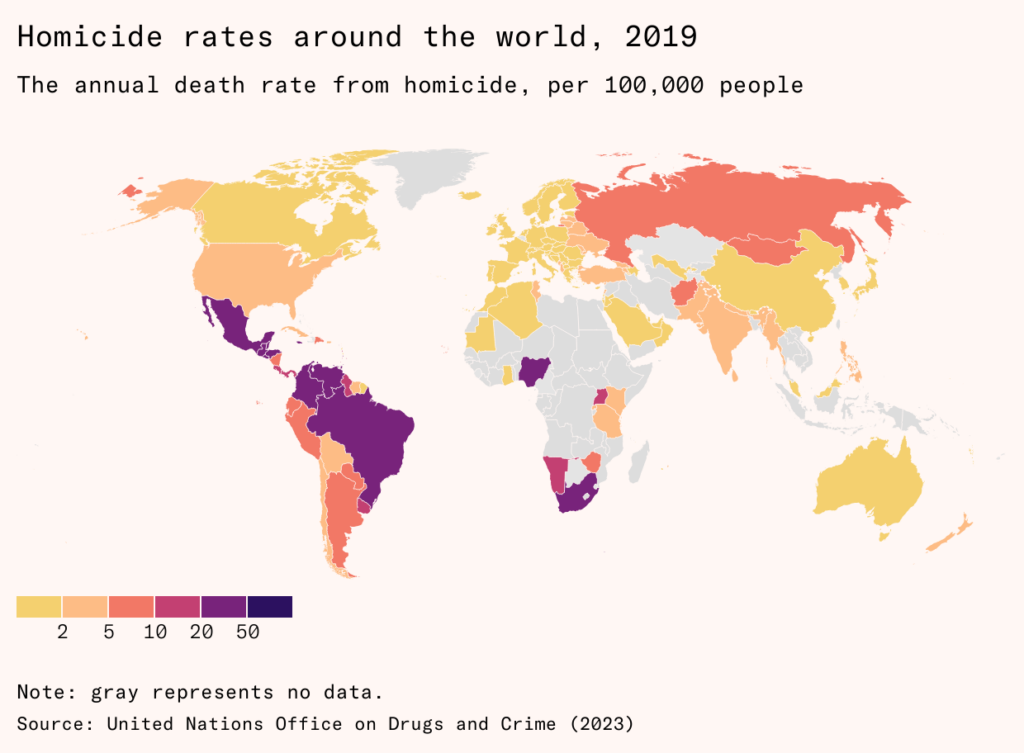 Homicide rates around the world, 2019
The annual death rate from homicide, per 100,000 people
2 5 10 20 50
Note: gray represents no data.
Source: United Nations Office on Drugs and Crime (2023)